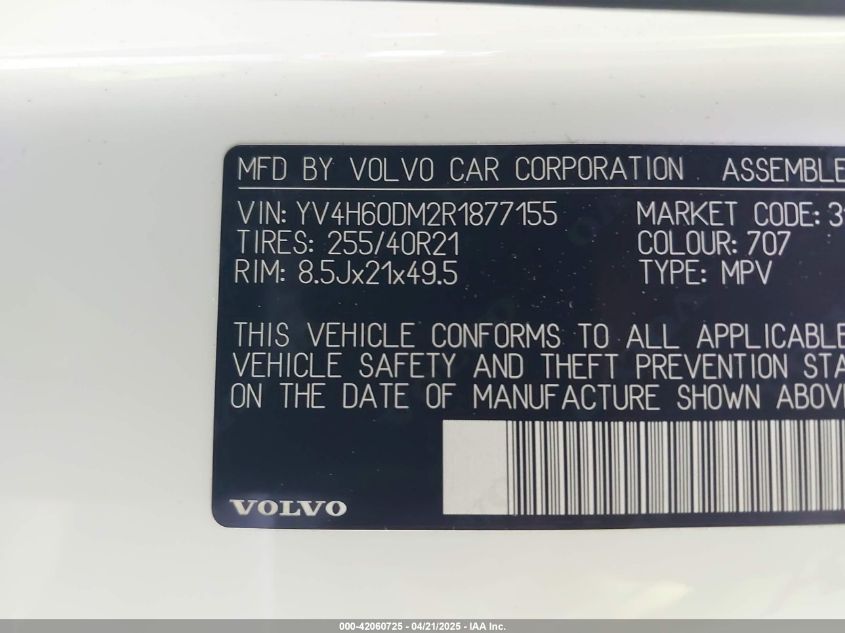 MFD BY VOLVO CAR CORPORATION ASSEMBLE
VIN: YV4H60DM2R1877155 MARKET CODE: 31
TIRES: 255/40R21 COLOUR: 707
RIM: 8.5Jx21x49.5 TYPE: MPV
THIS VEHICLE CONFORMS TO ALL APPLICABLE
VEHICLE SAFETY AND THEFT PREVENTION STA
ON THE DATE OF MANUFACTURE SHOWN ABOVE
VOLVO
000-42060725 - 04/21/2025 - IAA Inc.